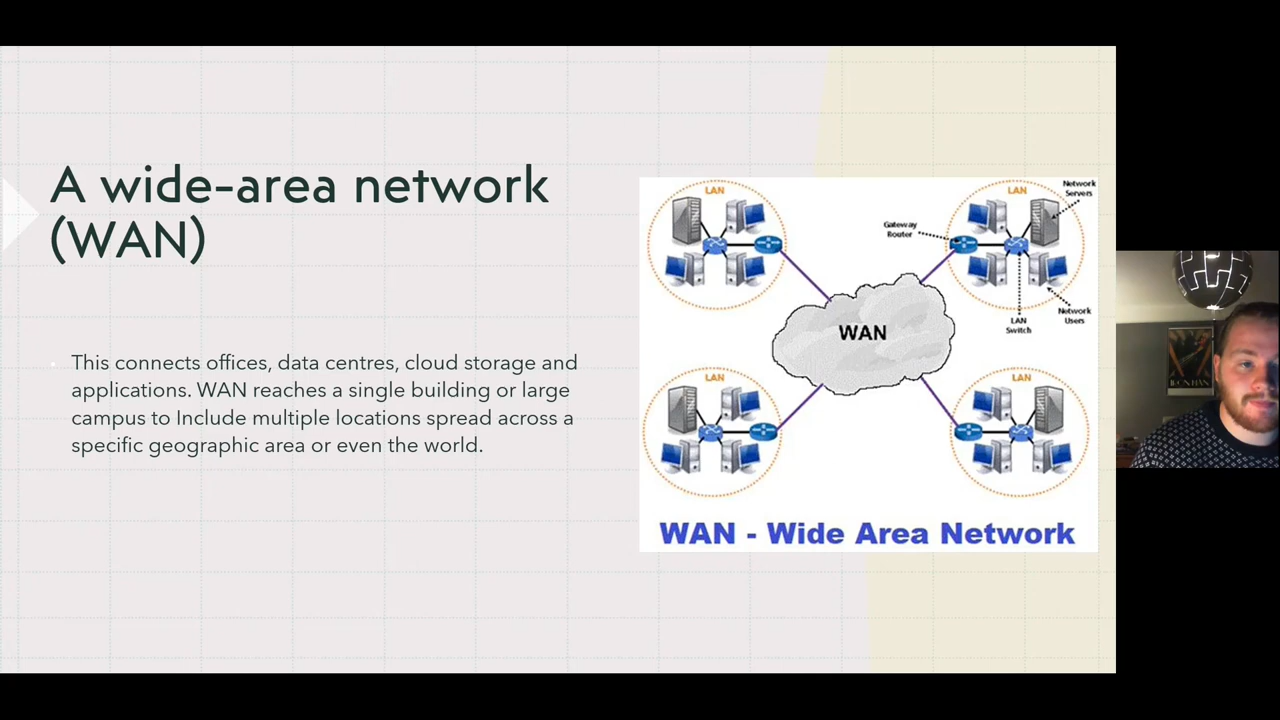 A wide-area network
(WAN)
This connects offices, data centres, cloud storage and
applications. WAN reaches a single building or large
campus to Include multiple locations spread across a
specific geographic area or even the world.
LAN
LAN
Network
Servers
Gateway
Router
WAN
LAN
Switch
Network
Users
LAN
LAN
WAN - Wide Area Network